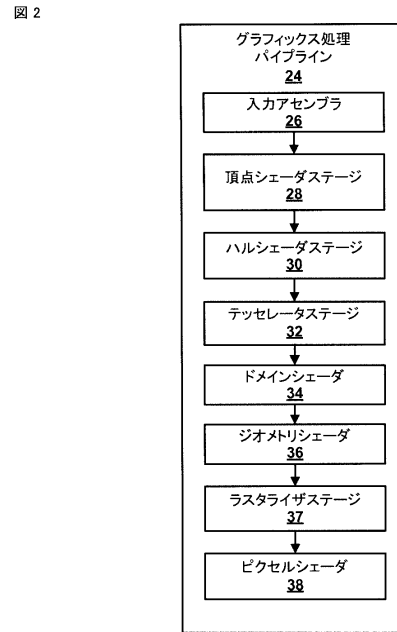 図 2
グラフィックス処理
パイプライン
24
入力アセンブラ
26
頂点シェーダステージ
28
ハルシェーダステージ
30
テッセレータステージ
32
ドメインシェーダ
34
ジオメトリシェーダ
36
ラスタライザステージ
37
ピクセルシェーダ
38